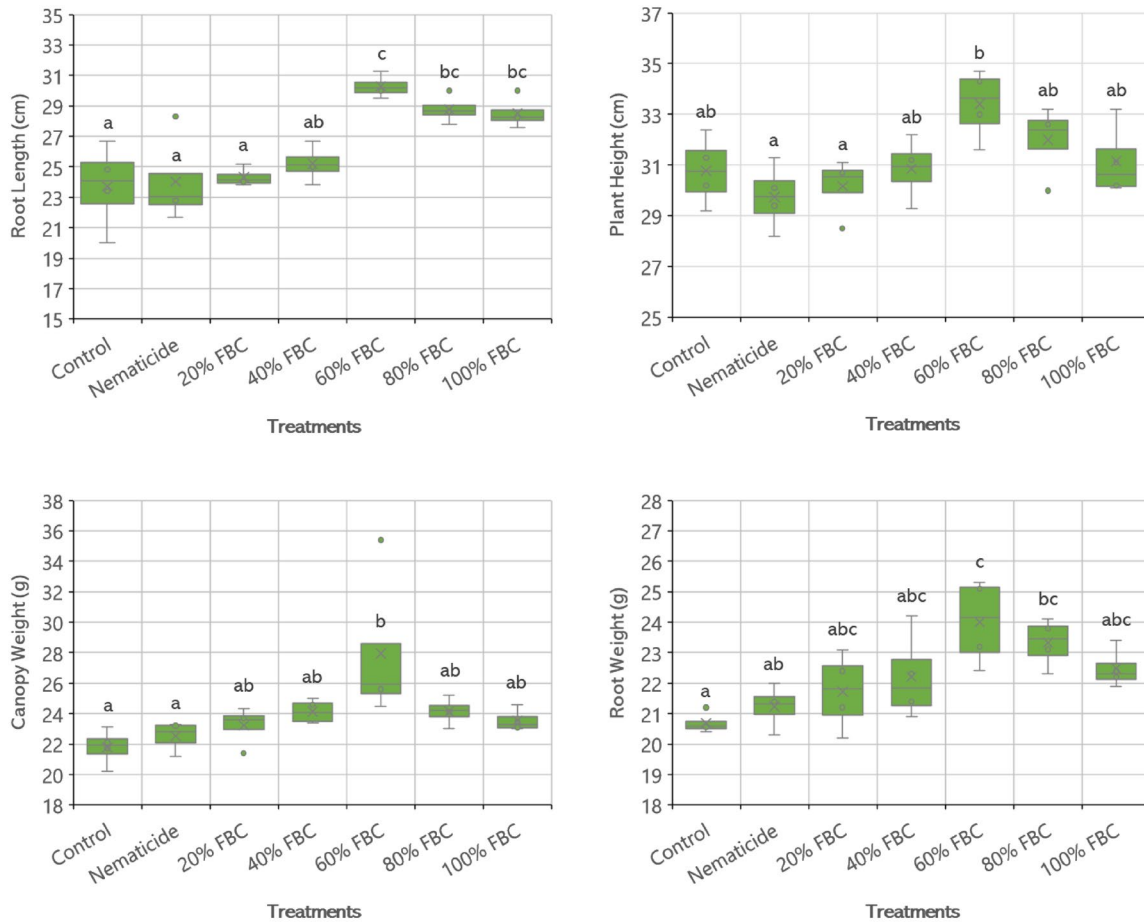 35
33
31
29
27
25
23
21
19
17
15
Root Length (cm)
a
a
a
ab
c
bc
bc
Control
Nematicide
20% FBC
40% FBC
60% FBC
80% FBC
100% FBC
Treatments
37
35
33
31
29
27
25
Plant Height (cm)
ab
a
a
ab
b
ab
ab
Control
Nematicide
20% FBC
40% FBC
60% FBC
80% FBC
100% FBC
Treatments
38
36
34
32
30
28
26
24
22
20
18
Canopy Weight (g)
a
a
ab
ab
b
ab
ab
Control
Nematicide
20% FBC
40% FBC
60% FBC
80% FBC
100% FBC
Treatments
28
27
26
25
24
23
22
21
20
19
18
Root Weight (g)
a
ab
abc
abc
c
bc
abc
Control
Nematicide
20% FBC
40% FBC
60% FBC
80% FBC
100% FBC
Treatments